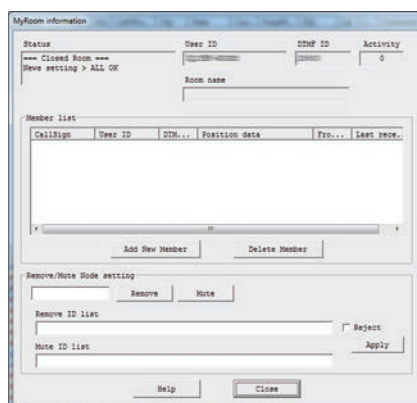 MyRoom information
Status
User ID
DTMF ID
Activity
=== Closed Room ===
News setting > ALL OK
0
Room name
Member list
CallSign
User ID
DTM...
Position data
Fro...
Last rece.
Add New Member
Delete Member
Remove/Mute Node setting
Remove
Mute
Remove ID list
Reject
Mute ID list
Apply
Help
Close